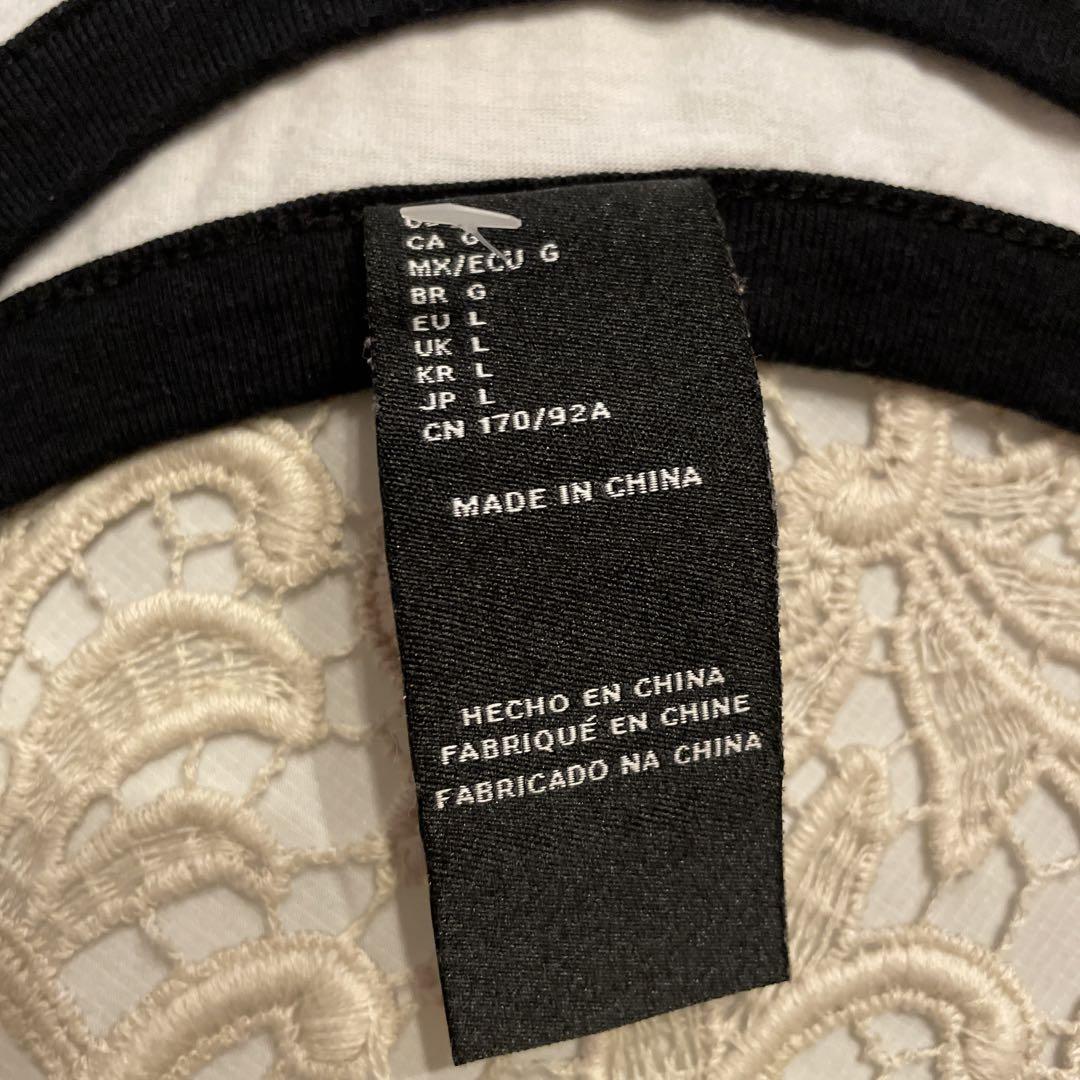 CA G
MX/ECU G
BR G
EU L
UK L
KR L
JP L
CN 170/92A
MADE IN CHINA
HECHO EN CHINA
FABRIQUÉ EN CHINE
FABRICADO NA CHINA